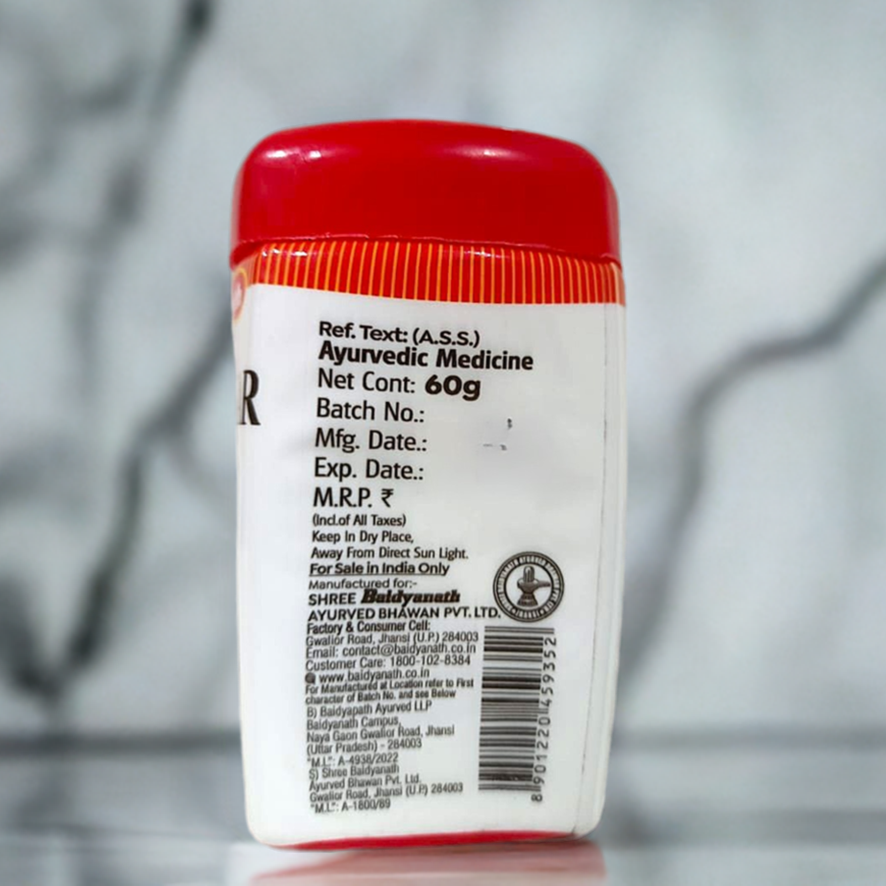 R
Ref. Text: (A.S.S.)
Ayurvedic Medicine
Net Cont: 60g
Batch No.:
Mfg. Date.:
Exp. Date.:
M.R.P. ₹
(Incl.of All Taxes)
Keep In Dry Place,
Away From Direct Sun Light.
For Sale in India Only
Manufactured for:-
SHREE Baidyanath
AYURVED BHAWAN PVT. LTD.
Factory & Consumer Cell:
Gwalior Road, Jhansi (U.P.) 284003
Email: contact@baidyanath.co.in
Customer Care: 1800-102-8384
www.baidyanath.co.in
For Manufactured at Location refer to First
character of Batch No. and see Below
B) Baidyapath Ayurved LLP
Baidyanath Campus,
Naya Gaon Gwalior Road, Jhansi
(Uttar Pradesh) - 284003
"M.L": A-4938/2022
S) Shree Baidyanath
Ayurved Bhawan Pvt. Ltd.
Gwalior Road, Jhansi (U.P.) 284003
"M.L": A-1800/89
8 901220 459352